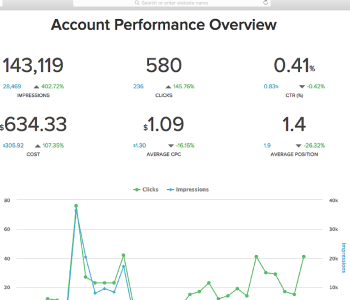 Search or enter website name
Account Performance Overview
143,119 580 0.41%
28,469 ▲ 402.72% 236 ▲ 145.76% 0.83% ▼ -0.42%
IMPRESSIONS CLICKS CTR (%)
$634.33 $1.09 1.4
$305.92 ▲ 107.35% $1.30 ▼ -16.15% 1.9 ▼ -26.32%
COST AVERAGE CPC AVERAGE POSITION
Clicks Impressions
80 40k
60 30k
40 20k
20 10k
Impressions